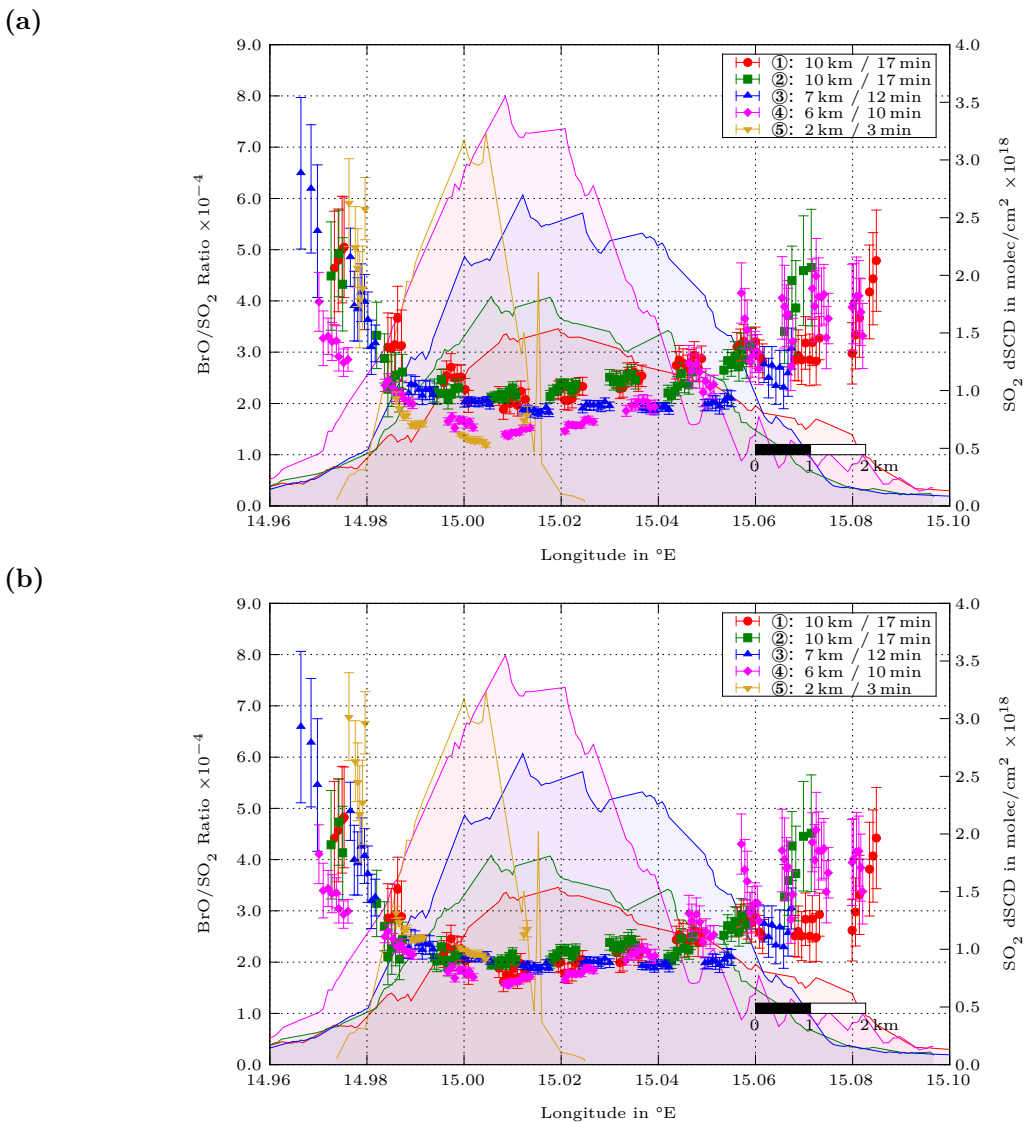 (a)
9.0
8.0
7.0
6.0
5.0
4.0
3.0
2.0
1.0
0.0
BrO/SO2 Ratio ×10−4
4.0
3.5
3.0
2.5
2.0
1.5
1.0
0.5
0.0
SO2 dSCD in molec/cm2 ×1018
①: 10 km / 17 min
②: 10 km / 17 min
③: 7 km / 12 min
④: 6 km / 10 min
⑤: 2 km / 3 min
0 1 2 km
14.96 14.98 15.00 15.02 15.04 15.06 15.08 15.10
Longitude in °E
(b)
9.0
8.0
7.0
6.0
5.0
4.0
3.0
2.0
1.0
0.0
BrO/SO2 Ratio ×10−4
4.0
3.5
3.0
2.5
2.0
1.5
1.0
0.5
0.0
SO2 dSCD in molec/cm2 ×1018
①: 10 km / 17 min
②: 10 km / 17 min
③: 7 km / 12 min
④: 6 km / 10 min
⑤: 2 km / 3 min
0 1 2 km
14.96 14.98 15.00 15.02 15.04 15.06 15.08 15.10
Longitude in °E